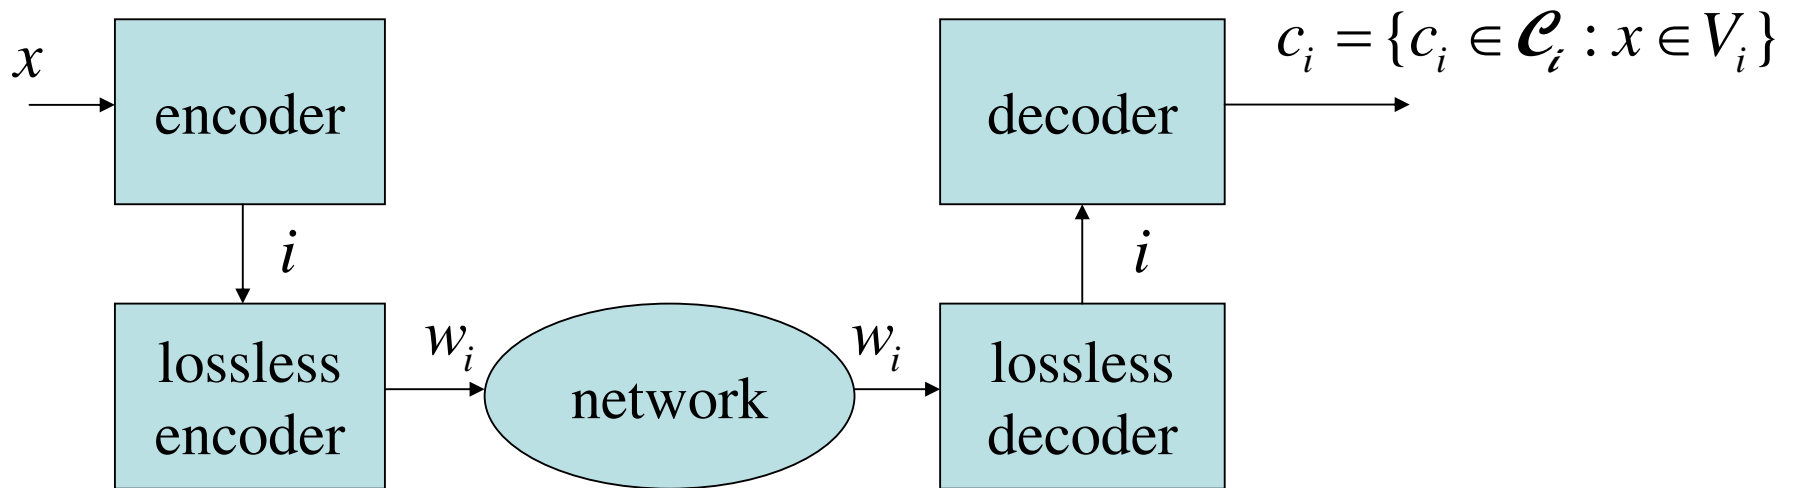 x
encoder
decoder
c_i = {c_i ∈ 𝒞_i : x ∈ V_i}
i
i
lossless
encoder
w_i
network
w_i
lossless
decoder